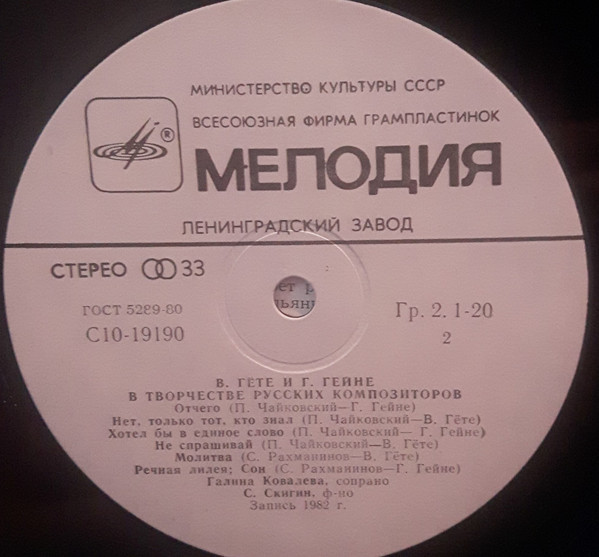 МИНИСТЕРСТВО КУЛЬТУРЫ СССР
ВСЕСОЮЗНАЯ ФИРМА ГРАМПЛАСТИНОК
®
МЕЛОДИЯ
ЛЕНИНГРАДСКИЙ ЗАВОД
СТЕРЕО 33
ГОСТ 5289-80
С10-19190
Гр. 2. 1-20
2
В. ГЁТЕ И Г. ГЕЙНЕ
В ТВОРЧЕСТВЕ РУССКИХ КОМПОЗИТОРОВ
Отчего (П. Чайковский—Г. Гейне)
Нет, только тот, кто знал (П. Чайковский—В. Гёте)
Хотел бы в единое слово (П. Чайковский—Г. Гейне)
Не спрашивай (П. Чайковский—В. Гёте)
Молитва (С. Рахманинов—В. Гёте)
Речная лилея; Сон (С. Рахманинов—Г. Гейне)
Галина Ковалева, сопрано
С. Скигин, ф-но
Запись 1982 г.